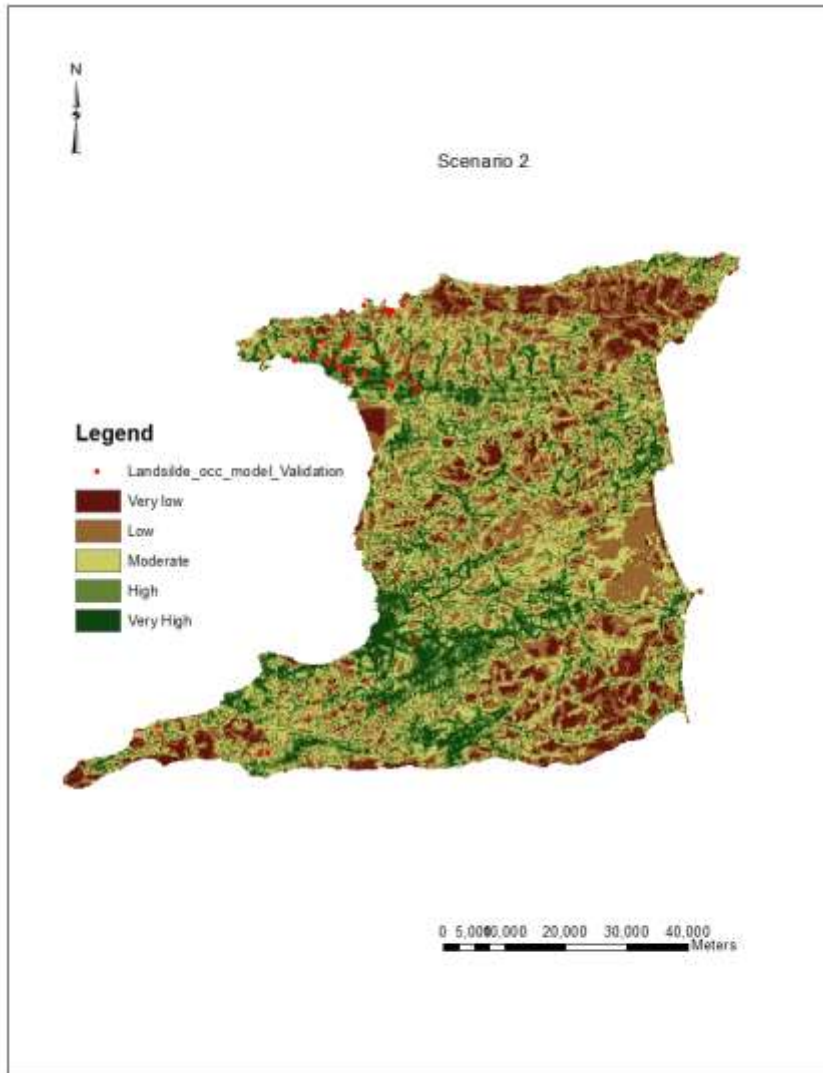 N
Scenario 2
Legend
Landsilde_occ_model_Validation
Very low
Low
Moderate
High
Very High
0 5,000 10,000 20,000 30,000 40,000
Meters